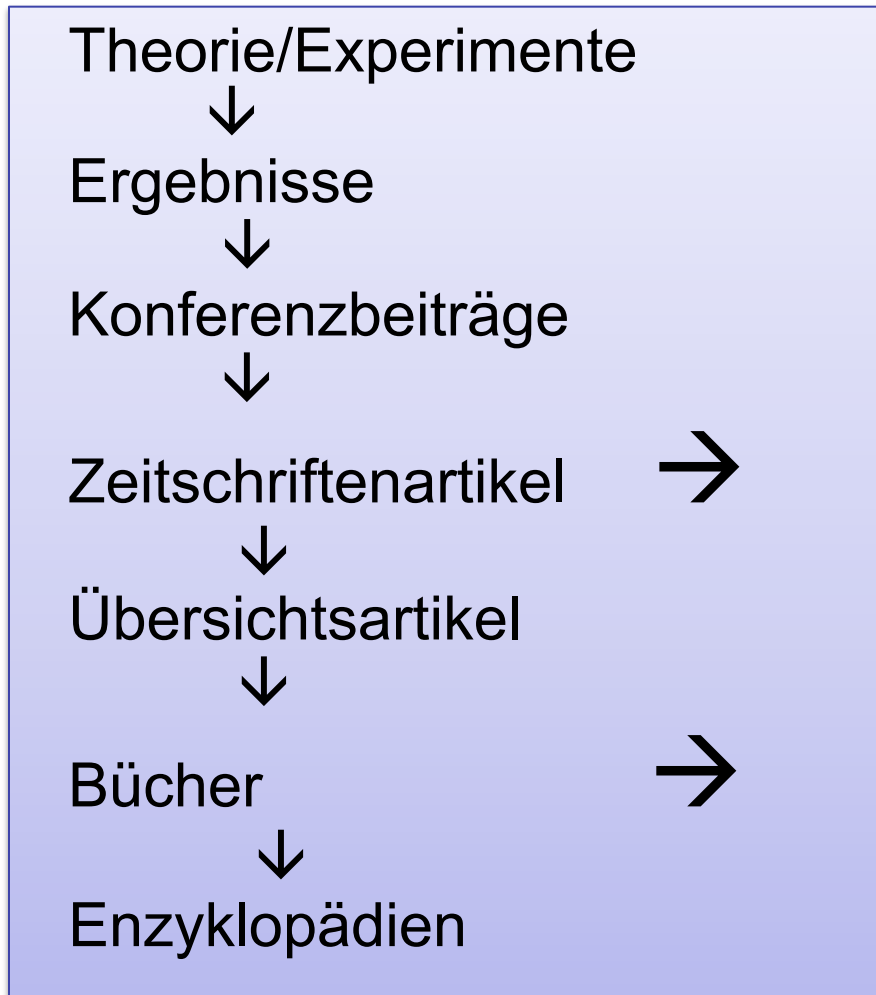 Theorie/Experimente
↓
Ergebnisse
↓
Konferenzbeiträge
↓
Zeitschriftenartikel →
↓
Übersichtsartikel
↓
Bücher →
↓
Enzyklopädien